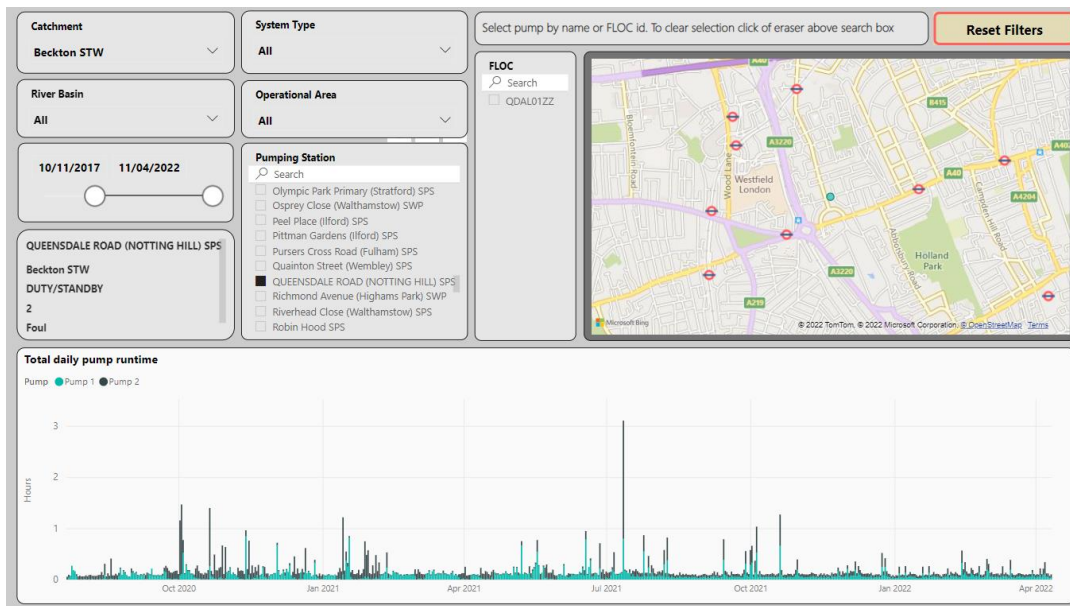 Catchment
Beckton STW
System Type
All
Select pump by name or FLOC id. To clear selection click of eraser above search box
Reset Filters
River Basin
All
Operational Area
All
FLOC
Search
QDAL01ZZ
10/11/2017 11/04/2022
Pumping Station
Search
Olympic Park Primary (Stratford) SPS
Osprey Close (Walthamstow) SWP
Peel Place (Ilford) SPS
Pittman Gardens (Ilford) SPS
Pursers Cross Road (Fulham) SPS
Quainton Street (Wembley) SPS
QUEENSDALE ROAD (NOTTING HILL) SPS
Richmond Avenue (Highams Park) SWP
Riverhead Close (Walthamstow) SPS
Robin Hood SPS
QUEENSDALE ROAD (NOTTING HILL) SPS
Beckton STW
DUTY/STANDBY
2
Foul
A40
B415
A3220
A402
Bloemfontein Road
Wood Lane
Westfield London
A40
A4204
Campden Hill Road
Abbotsbury Road
Holland Park
A3220
A219
Microsoft Bing
© 2022 TomTom, © 2022 Microsoft Corporation, © OpenStreetMap Terms
Total daily pump runtime
Pump Pump 1 Pump 2
Hours
3
2
1
0
Oct 2020 Jan 2021 Apr 2021 Jul 2021 Oct 2021 Jan 2022 Apr 2022